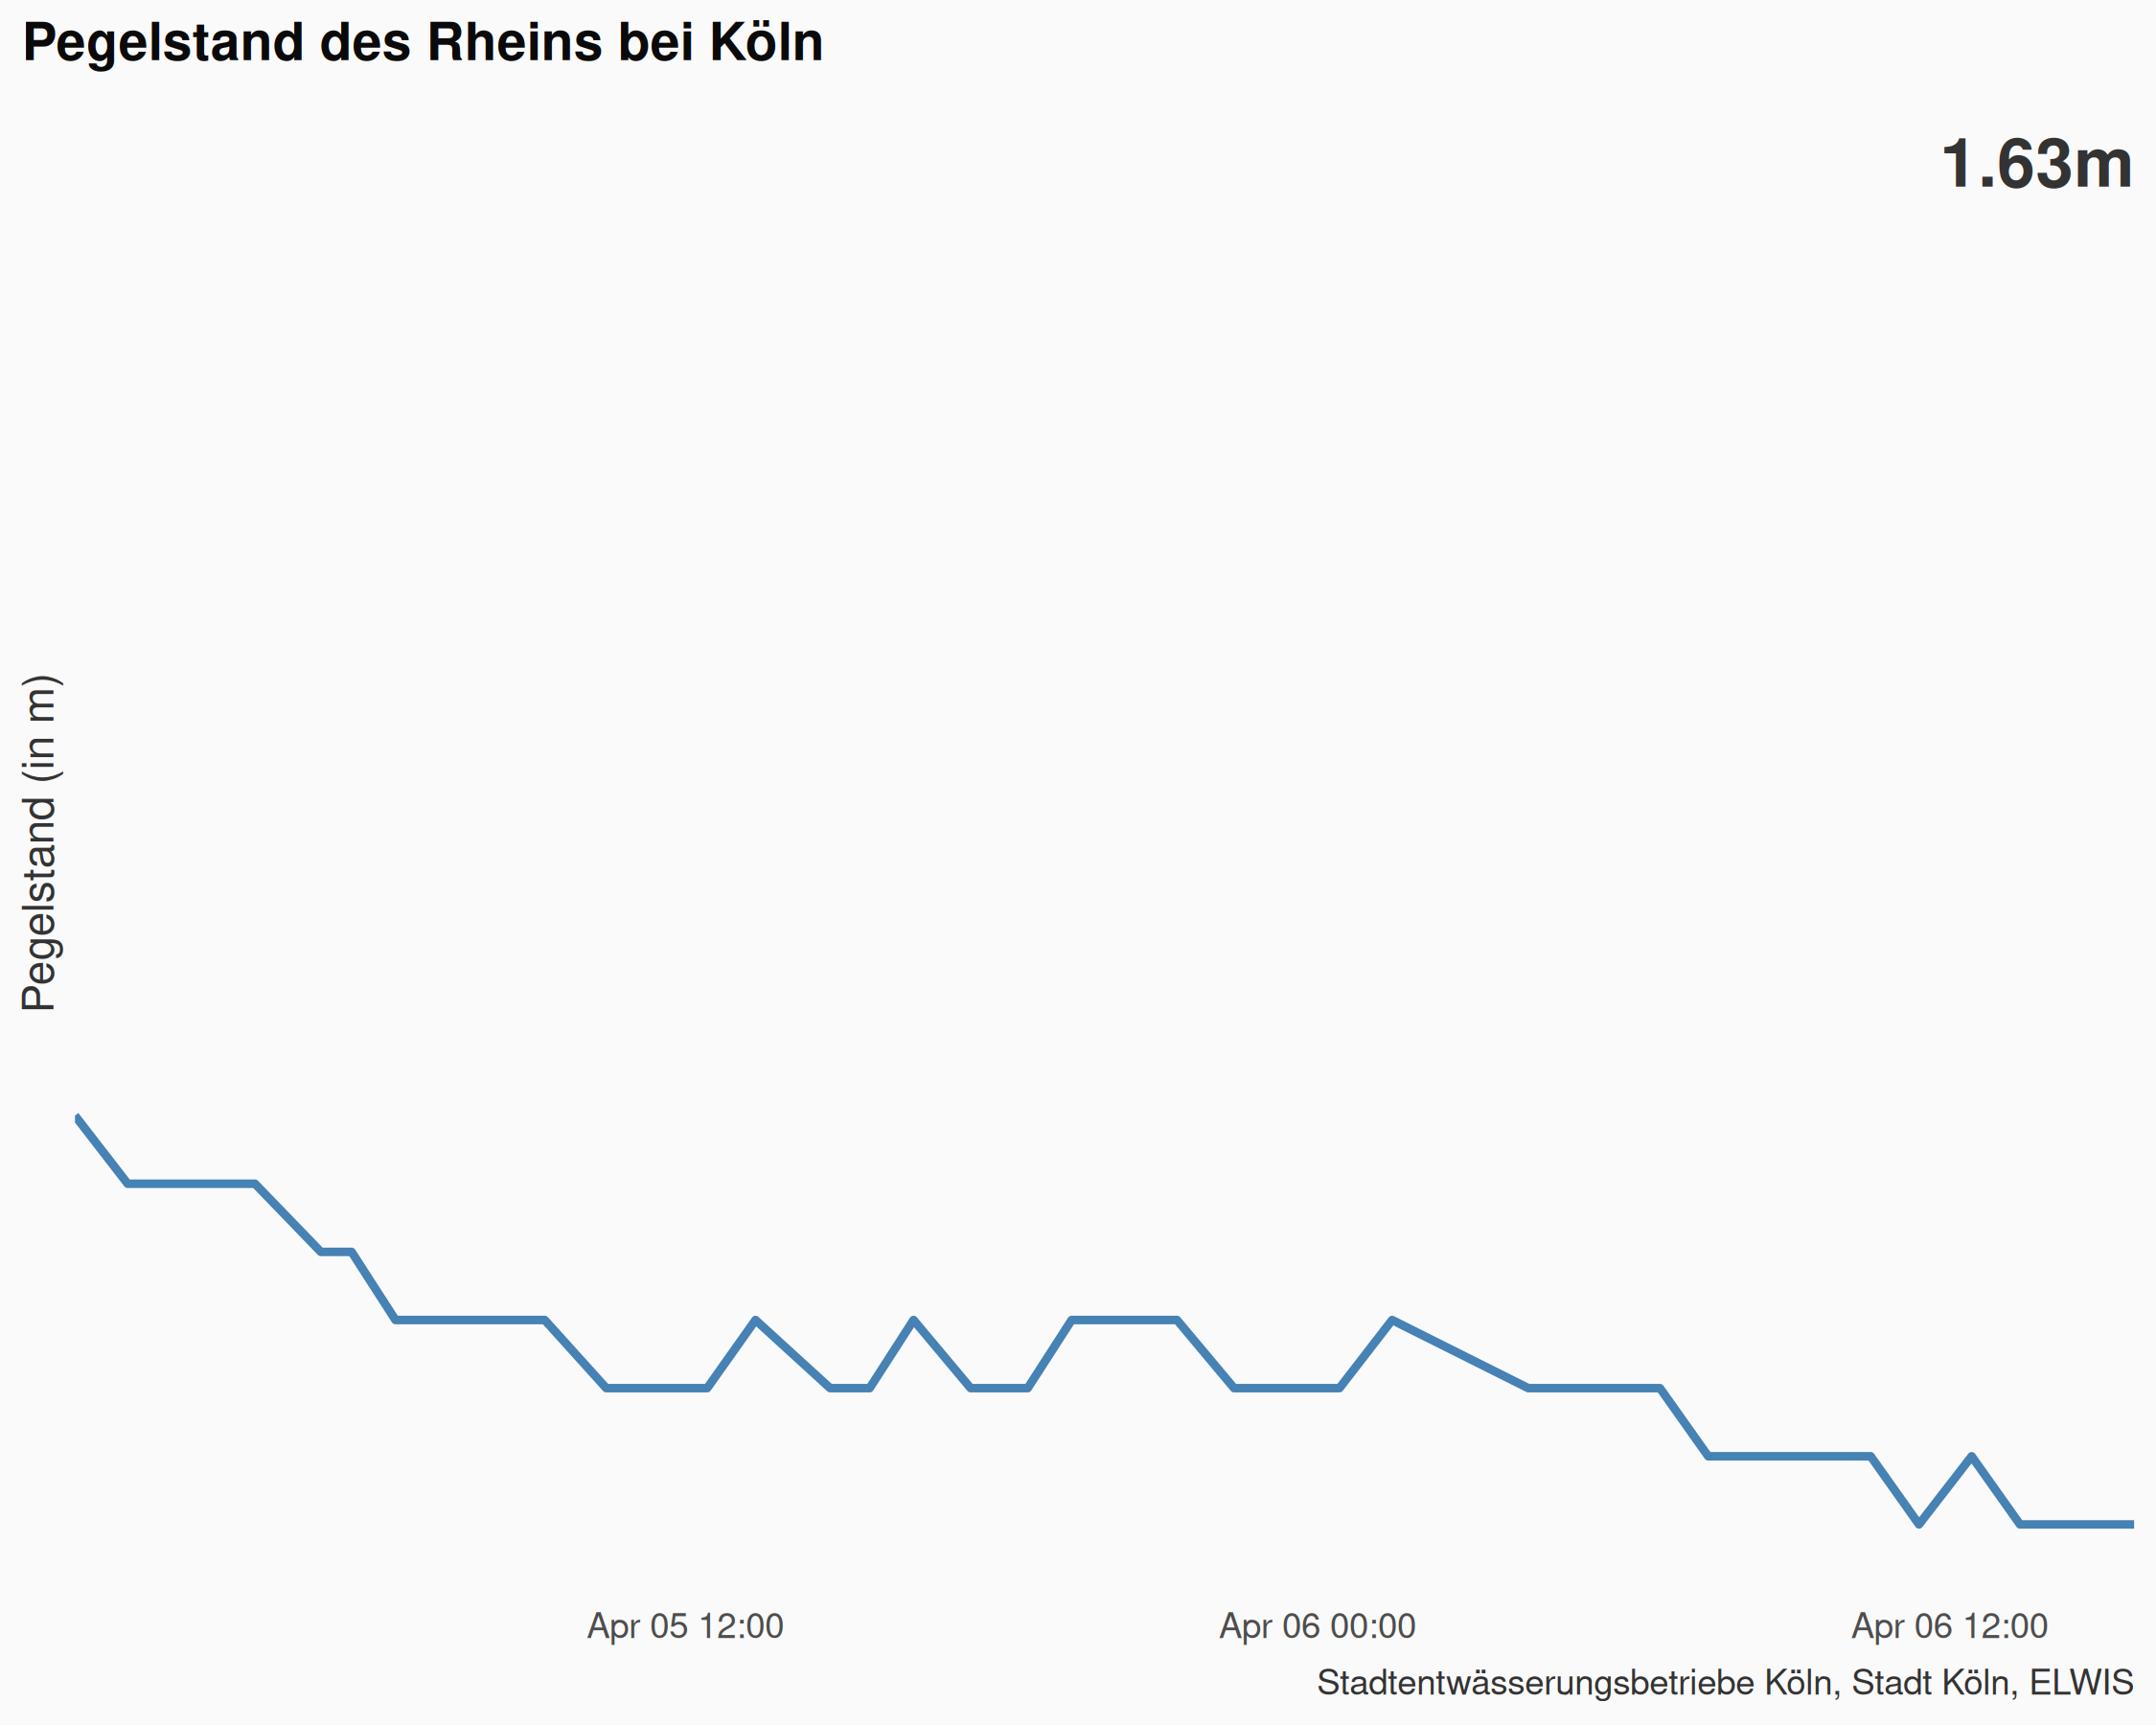 Pegelstand des Rheins bei Köln
1.63m
Pegelstand (in m)
Apr 05 12:00
Apr 06 00:00
Apr 06 12:00
Stadtentwässerungsbetriebe Köln, Stadt Köln, ELWIS